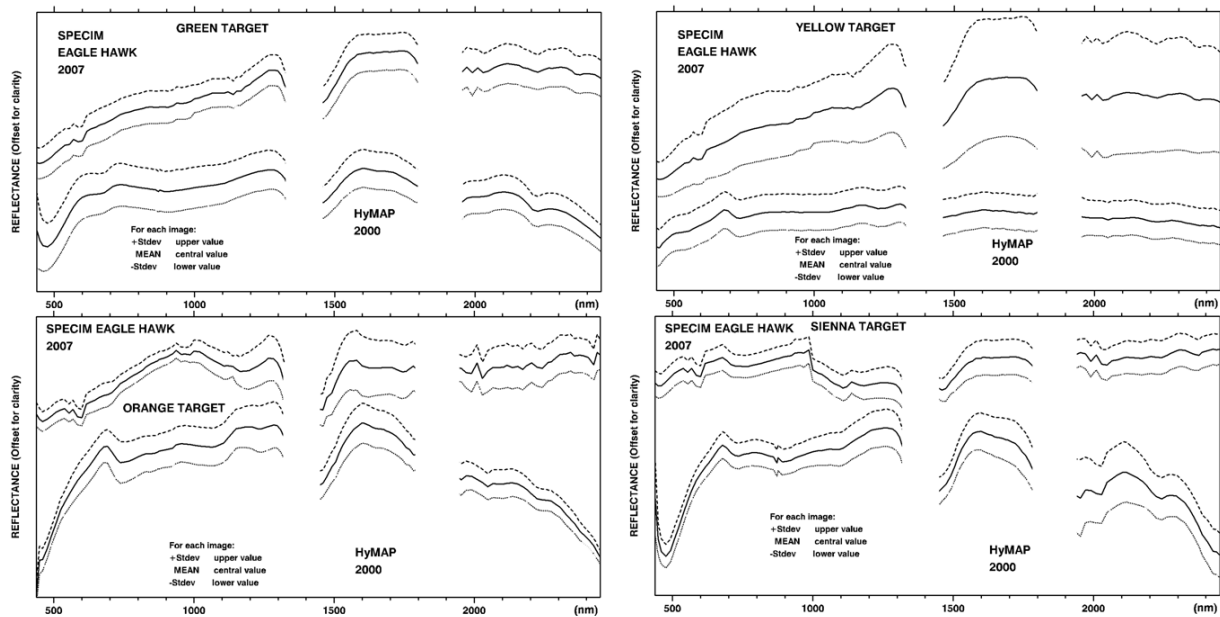 GREEN TARGET
SPECIM
EAGLE HAWK
2007
REFLECTANCE (Offset for clarity)
HyMAP
2000
For each image:
+Stdev upper value
MEAN central value
-Stdev lower value
500 1000 1500 2000 (nm)
YELLOW TARGET
SPECIM
EAGLE HAWK
2007
REFLECTANCE (Offset for clarity)
HyMAP
2000
For each image:
+Stdev upper value
MEAN central value
-Stdev lower value
500 1000 1500 2000 (nm)
SPECIM EAGLE HAWK
2007
ORANGE TARGET
REFLECTANCE (Offset for clarity)
For each image:
+Stdev upper value
MEAN central value
-Stdev lower value
HyMAP
2000
500 1000 1500 2000 (nm)
SPECIM EAGLE HAWK SIENNA TARGET
2007
REFLECTANCE (Offset for clarity)
For each image:
+Stdev upper value
MEAN central value
-Stdev lower value
HyMAP
2000
500 1000 1500 2000 (nm)